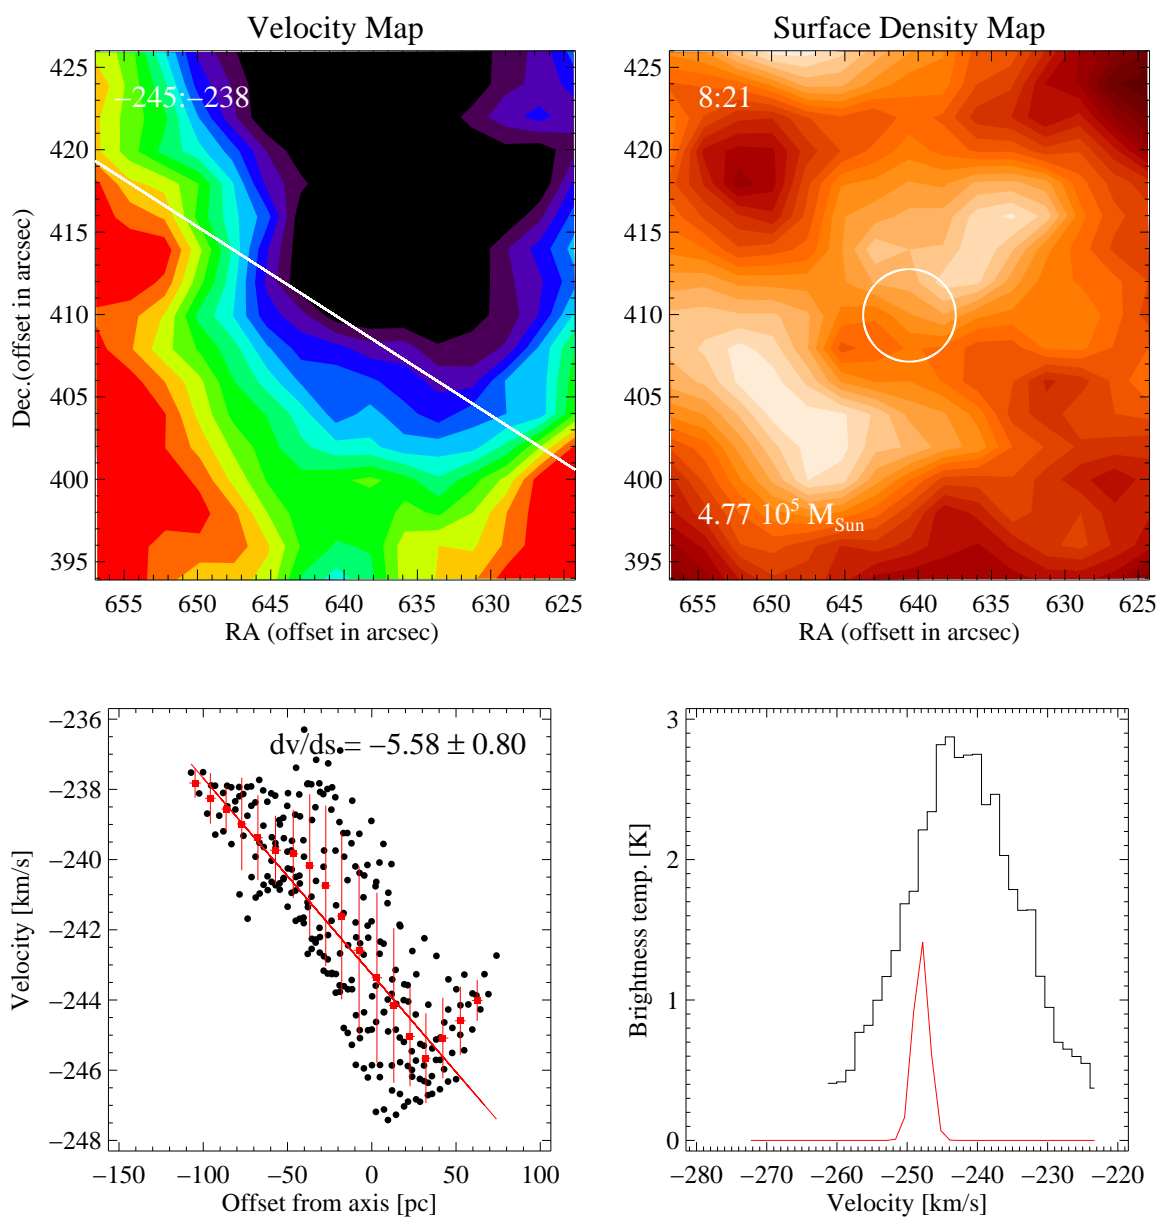 Velocity Map
−245:−238
425
420
415
410
405
400
395
Dec.(offset in arcsec)
655 650 645 640 635 630 624
RA (offset in arcsec)
Surface Density Map
8:21
4.77 10⁵ M_Sun
425
420
415
410
405
400
395
655 650 645 640 635 630 625
RA (offsett in arcsec)
dv/ds = −5.58 ± 0.80
−236
−238
−240
−242
−244
−246
−248
Velocity [km/s]
−150 −100 −50 0 50 100
Offset from axis [pc]
3
2
1
0
Brightness temp. [K]
−280 −270 −260 −250 −240 −230 −220
Velocity [km/s]